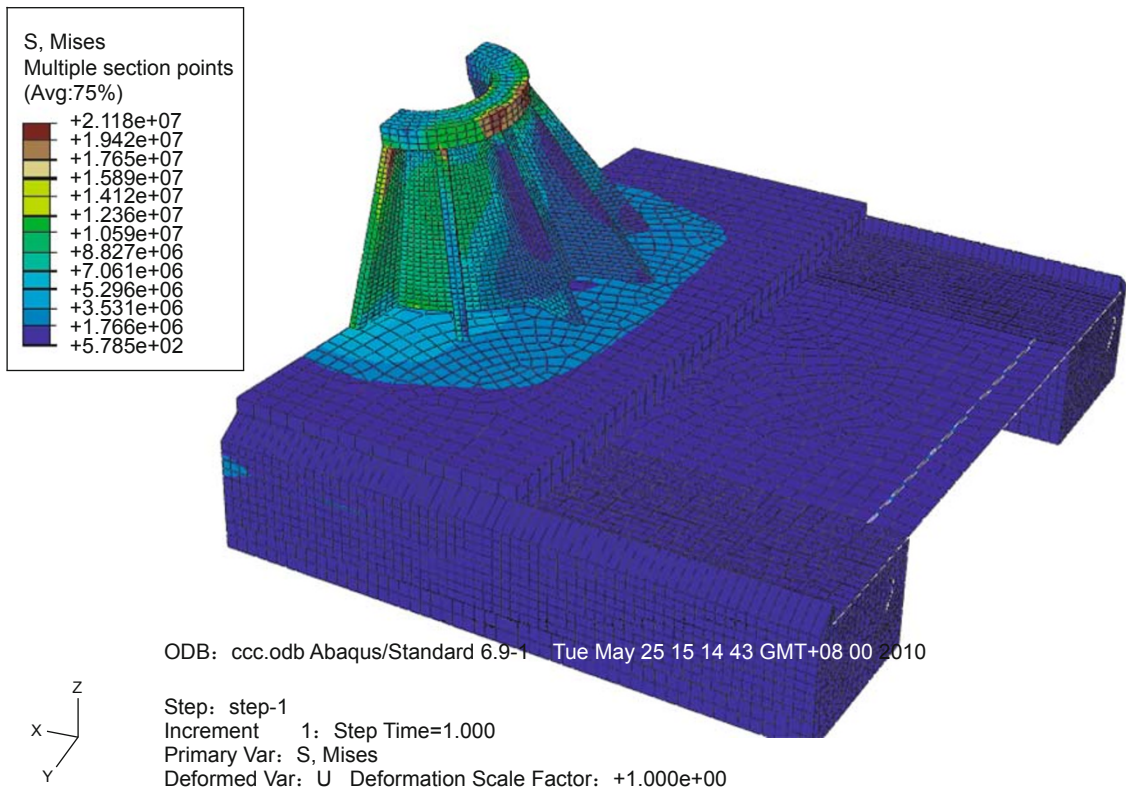 S, Mises
Multiple section points
(Avg:75%)
+2.118e+07
+1.942e+07
+1.765e+07
+1.589e+07
+1.412e+07
+1.236e+07
+1.059e+07
+8.827e+06
+7.061e+06
+5.296e+06
+3.531e+06
+1.766e+06
+5.785e+02
ODB：ccc.odb Abaqus/Standard 6.9-1 Tue May 25 15 14 43 GMT+08 00 2010
Z
X
Y
Step：step-1
Increment 1：Step Time=1.000
Primary Var：S, Mises
Deformed Var：U Deformation Scale Factor：+1.000e+00